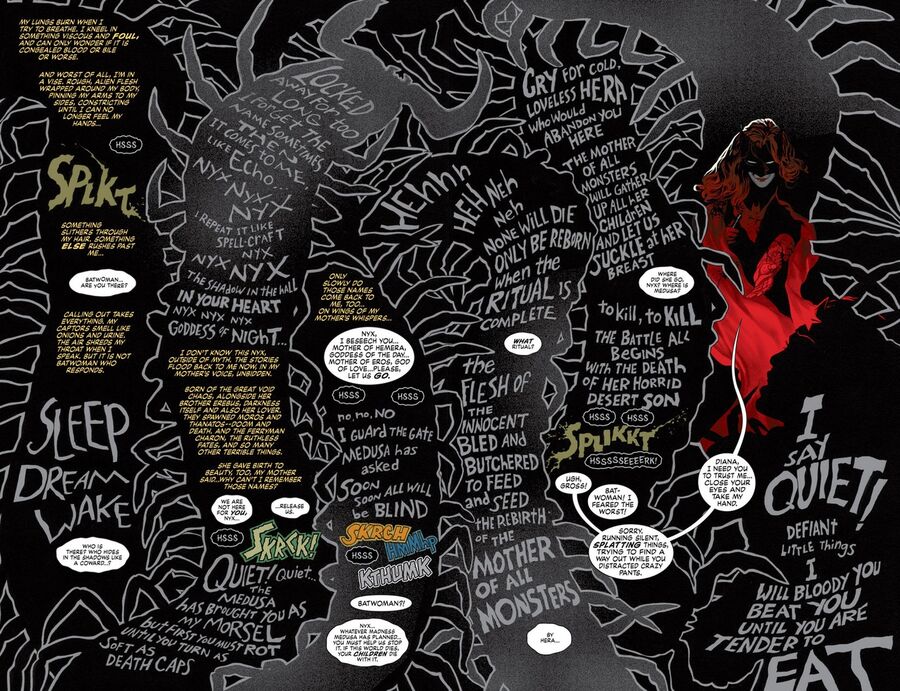 MY LUNGS BURN WHEN I
TRY TO BREATHE. I KNEEL IN
SOMETHING VISCOUS AND FOUL,
AND CAN ONLY WONDER IF IT IS
CONGEALED BLOOD OR BILE
OR WORSE.
AND WORST OF ALL, I'M IN
A VISE. ROUGH, ALIEN FLESH
WRAPPED AROUND MY BODY,
PINNING MY ARMS TO MY
SIDES, CONSTRICTING
UNTIL I CAN NO
LONGER FEEL MY
HANDS...
HSSS
SPLKT
SOMETHING
SLITHERS THROUGH
MY HAIR. SOMETHING
ELSE RUSHES PAST
ME...
BATWOMAN...
ARE YOU THERE?
CALLING OUT TAKES
EVERYTHING. MY
CAPTORS SMELL LIKE
ONIONS AND URINE.
THE AIR SHREDS MY
THROAT WHEN I
SPEAK. BUT IT IS NOT
BATWOMAN WHO
RESPONDS.
SLEEP
DREAM
WAKE
WHO IS
THERE? WHO HIDES
IN THE SHADOWS LIKE
A COWARD..?
LOCKED
AWAY FOR
SO LONG TOO
I FORGET THE
NAME SOMETIMES
THEN
IT COMES TO ME
LIKE ECHO
NYX NYX
NYX
I REPEAT IT LIKE
SPELL-CRAFT
NYX NYX
NYX
THE SHADOW IN THE HALL
IN YOUR HEART
NYX NYX
GODDESS OF NIGHT...
I DON'T KNOW THIS NYX,
OUTSIDE OF MYTH. THE STORIES
FLOOD BACK TO ME NOW, IN MY
MOTHER'S VOICE, UNBIDDEN.
BORN OF THE GREAT VOID
CHAOS, ALONGSIDE HER
BROTHER EREBUS, DARKNESS
ITSELF AND ALSO HER LOVER.
THEY SPAWNED MOROS AND
THANATOS--DOOM AND
DEATH. AND THE FERRYMAN
CHARON, THE RUTHLESS
FATES, AND SO MANY
OTHER TERRIBLE THINGS.
SHE GAVE BIRTH TO
BEAUTY, TOO, MY MOTHER
SAID...WHY CAN'T I REMEMBER
THOSE NAMES?
WE ARE
NOT HERE
FOR YOU,
NYX...
...RELEASE
US.
HSSS
SKRCK!
QUIET! Quiet...
THE
MEDUSA
HAS BROUGHT YOU AS
MY MORSEL
but FIRST YOU MUST ROT
UNTIL YOU TURN AS
SOFT AS
DEATH CAPS
ONLY
SLOWLY DO
THOSE NAMES
COME BACK TO
ME, TOO...
ON WINGS OF MY
MOTHER'S WHISPERS...
NYX,
I BESEECH YOU...
MOTHER OF HEMERA,
GODDESS OF THE DAY...
MOTHER OF EROS, GOD
OF LOVE...PLEASE,
LET US GO.
HSSS
HSSS
no, no, NO
I GUARD THE GATE
MEDUSA has
asked
SOON
soon ALL will
be BLIND
SKRCH
HMMLP
HSSS
KTHUMK
BATWOMAN?!
NYX...
WHATEVER MADNESS
MEDUSA HAS PLANNED...
YOU MUST HELP US STOP
IT. IF THIS WORLD DIES,
YOUR CHILDREN DIE
WITH IT.
HEHhh
HEH Neh
Neh
NONE WILL DIE
ONLY BE REBORN
when the
RITUAL IS
COMPLETE
WHAT
RITUAL?
the
FLESH OF
THE
INNOCENT
BLED AND
BUTCHERED
TO FEED
and SEED
THE REBIRTH
OF THE
MOTHER
OF ALL
MONSTERS
BY
HERA...
CRY FOR COLD,
LOVELESS HERA
who WOULD
ABANDON YOU
HERE
THE MOTHER
OF ALL
MONSTERS
WILL GATHER
UP ALL HER
CHILDREN
AND LET US
SUCKLE OF HER
BREAST
WHERE
DID SHE GO,
NYX? WHERE IS
MEDUSA?
to kill, to KILL
THE BATTLE ALL
BEGINS
WITH THE DEATH
OF HER HORRID
DESERT SON
HSSS
HSSS
SPLIKKT
HSSSSSEEEERK!
UGH,
GROSS!
BAT-
WOMAN! I
FEARED THE
WORST!
SORRY,
RUNNING SILENT,
SPLATTING THINGS,
TRYING TO FIND A
WAY OUT WHILE YOU
DISTRACTED CRAZY
PANTS.
DIANA,
I NEED YOU
TO TRUST ME...
CLOSE YOUR
EYES AND
TAKE MY
HAND.
I
SAY
QUIET!
DEFIANT
LITTLE THINGS
I
WILL BLOODY YOU
BEAT YOU
UNTIL YOU ARE
TENDER TO
EAT